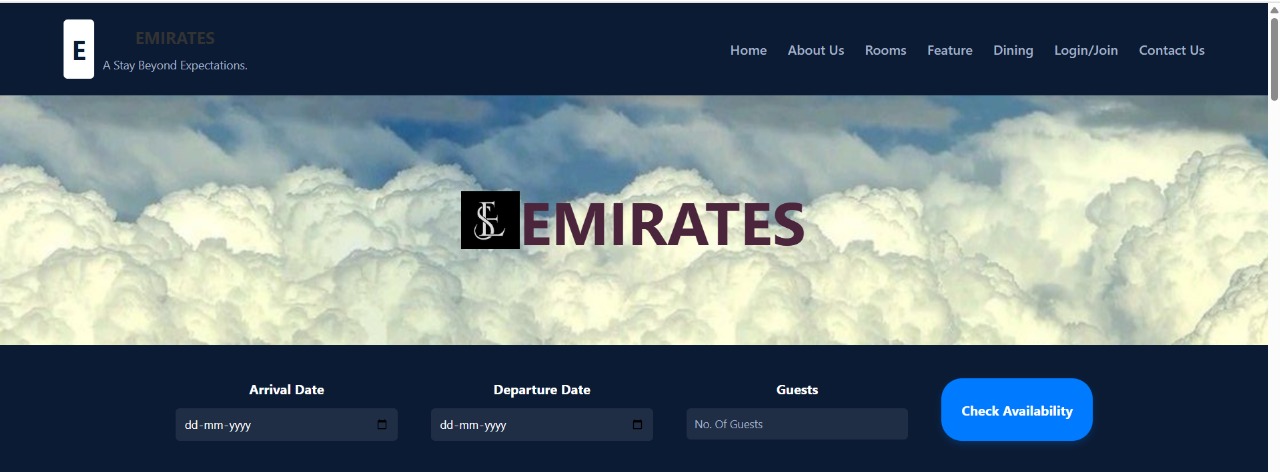 E
EMIRATES
A Stay Beyond Expectations.
Home About Us Rooms Feature Dining Login/Join Contact Us
EMIRATES
Arrival Date Departure Date Guests
dd-mm-yyyy dd-mm-yyyy No. Of Guests
Check Availability